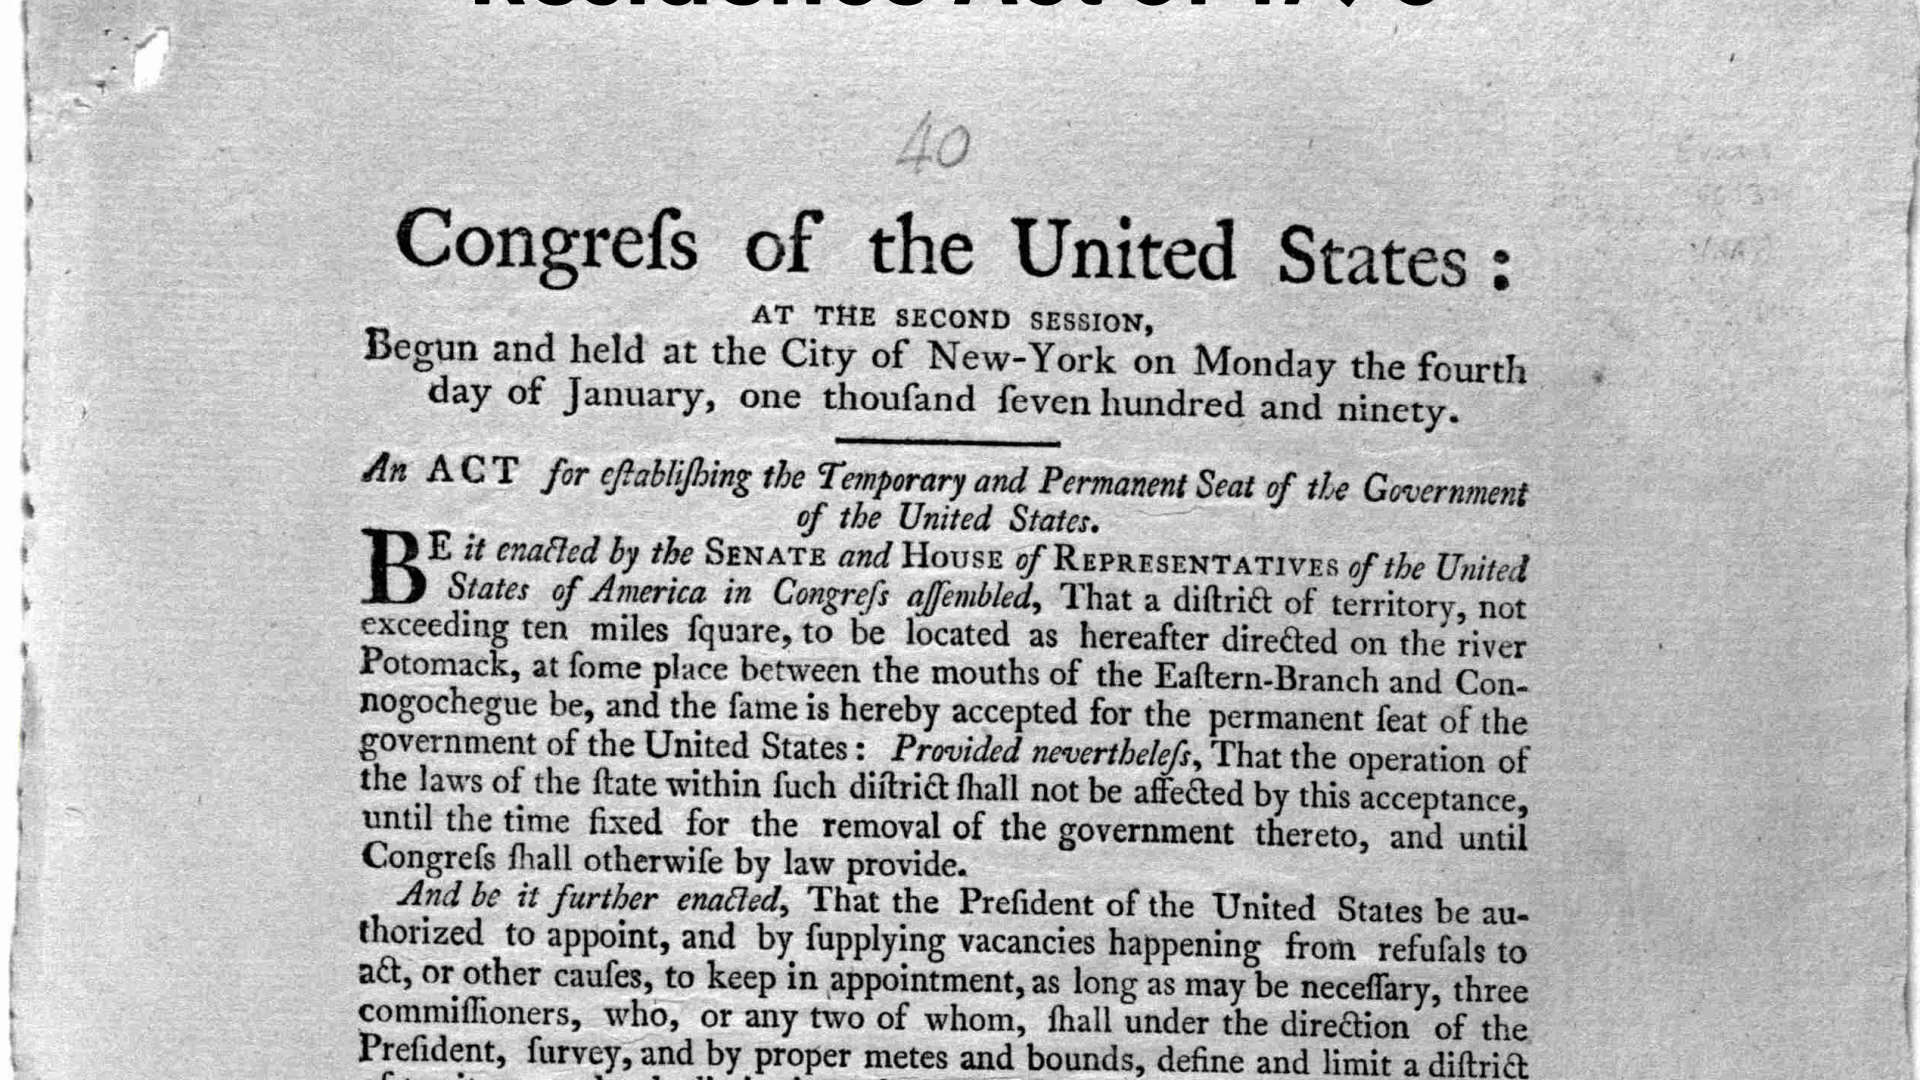 Residence Act of 1790
40
Congreſs of the United States :
AT THE SECOND SESSION,
Begun and held at the City of New-York on Monday the fourth
day of January, one thouſand ſeven hundred and ninety.
An ACT for eſtabliſhing the Temporary and Permanent Seat of the Government
of the United States.
BE it enacted by the SENATE and HOUSE of REPRESENTATIVES of the United
States of America in Congreſs aſſembled, That a diſtrict of territory, not
exceeding ten miles ſquare, to be located as hereafter directed on the river
Potomack, at ſome place between the mouths of the Eaſtern-Branch and Con-
nogochegue be, and the ſame is hereby accepted for the permanent ſeat of the
government of the United States : Provided nevertheleſs, That the operation of
the laws of the ſtate within ſuch diſtrict ſhall not be affected by this acceptance,
until the time fixed for the removal of the government thereto, and until
Congreſs ſhall otherwiſe by law provide.
And be it further enacted, That the Preſident of the United States be au-
thorized to appoint, and by ſupplying vacancies happening from refuſals to
act, or other cauſes, to keep in appointment, as long as may be neceſſary, three
commiſſioners, who, or any two of whom, ſhall under the direction of the
Preſident, ſurvey, and by proper metes and bounds, define and limit a diſtrict